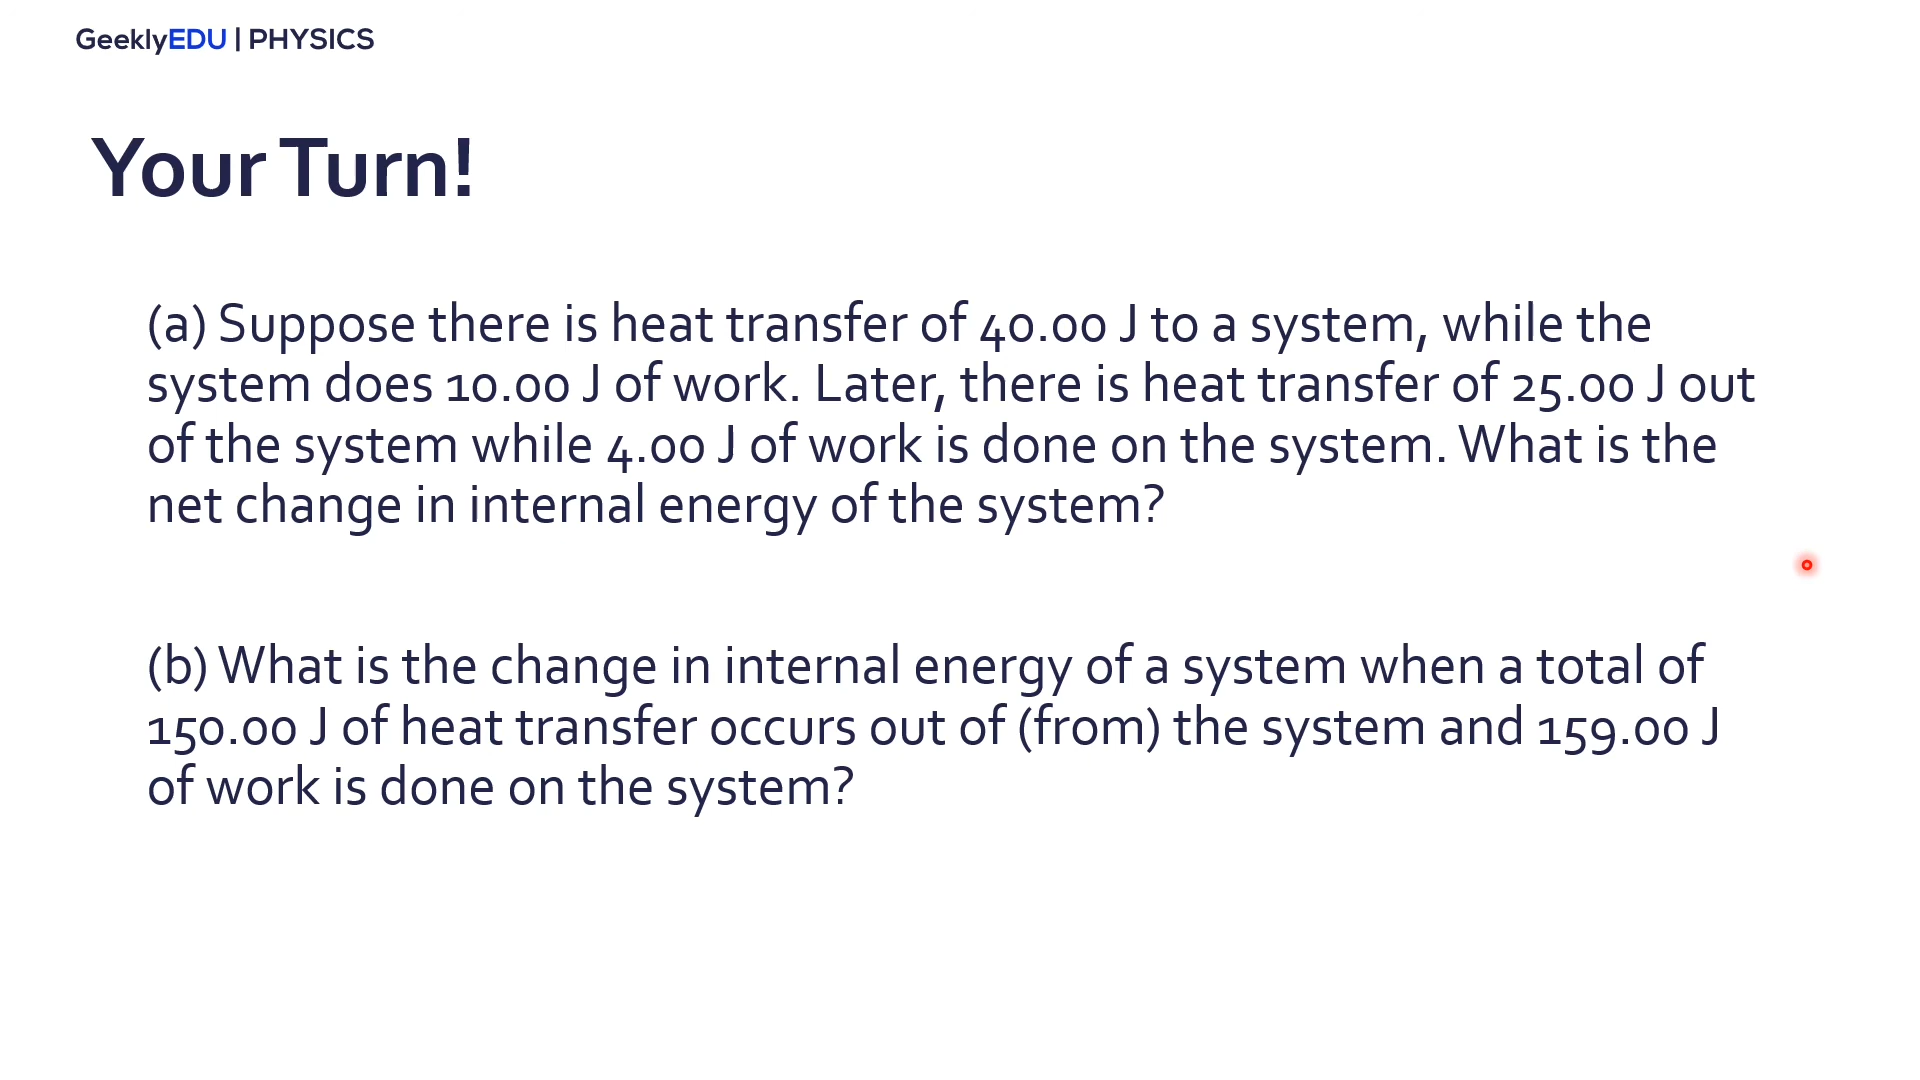 GeeklyEDU | PHYSICS
Your Turn!
(a) Suppose there is heat transfer of 40.00 J to a system, while the
system does 10.00 J of work. Later, there is heat transfer of 25.00 J out
of the system while 4.00 J of work is done on the system. What is the
net change in internal energy of the system?
(b) What is the change in internal energy of a system when a total of
150.00 J of heat transfer occurs out of (from) the system and 159.00 J
of work is done on the system?